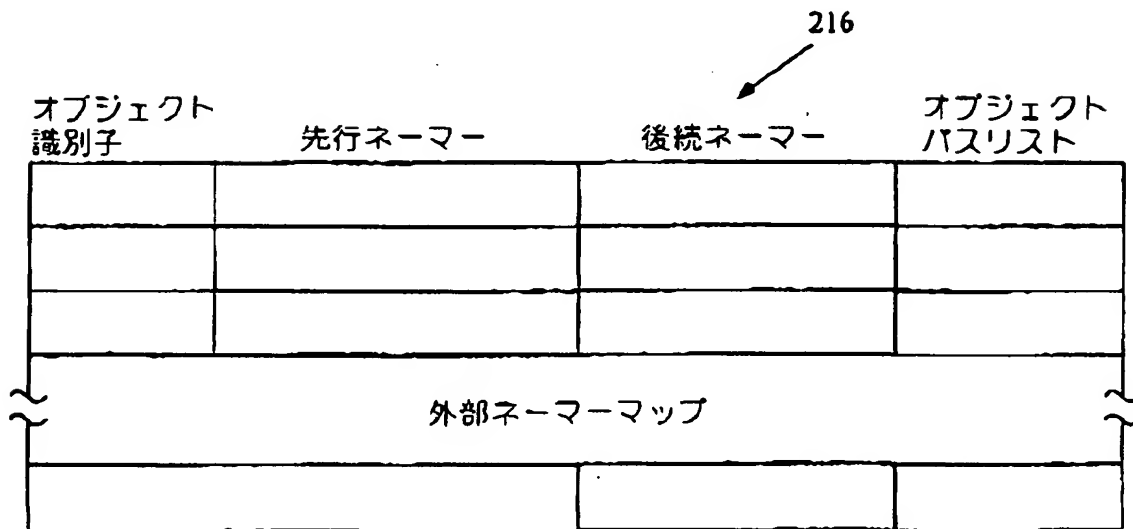 216
オブジェクト
識別子
先行ネーマー
後続ネーマー
オブジェクト
パスリスト
外部ネーマーマップ